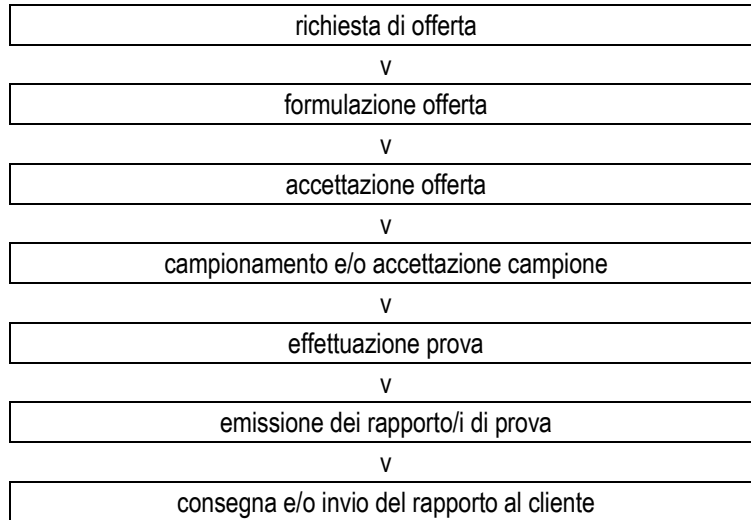 richiesta di offerta
v
formulazione offerta
v
accettazione offerta
v
campionamento e/o accettazione campione
v
effettuazione prova
v
emissione dei rapporto/i di prova
v
consegna e/o invio del rapporto al cliente